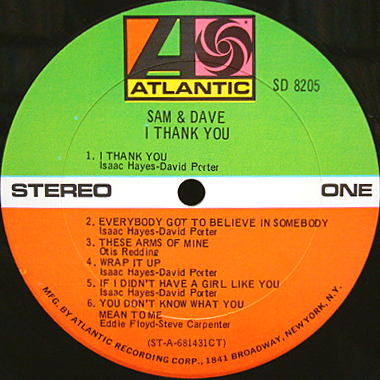 ATLANTIC
SD 8205
SAM & DAVE
I THANK YOU
1. I THANK YOU
Isaac Hayes-David Porter
STEREO ONE
2. EVERYBODY GOT TO BELIEVE IN SOMEBODY
Isaac Hayes-David Porter
3. THESE ARMS OF MINE
Otis Redding
4. WRAP IT UP
Isaac Hayes-David Porter
5. IF I DIDN'T HAVE A GIRL LIKE YOU
Isaac Hayes-David Porter
6. YOU DON'T KNOW WHAT YOU
MEAN TO ME
Eddie Floyd-Steve Carpenter
(ST-A-681431CT)
MFG. BY ATLANTIC RECORDING CORP., 1841 BROADWAY, NEW YORK, N.Y.